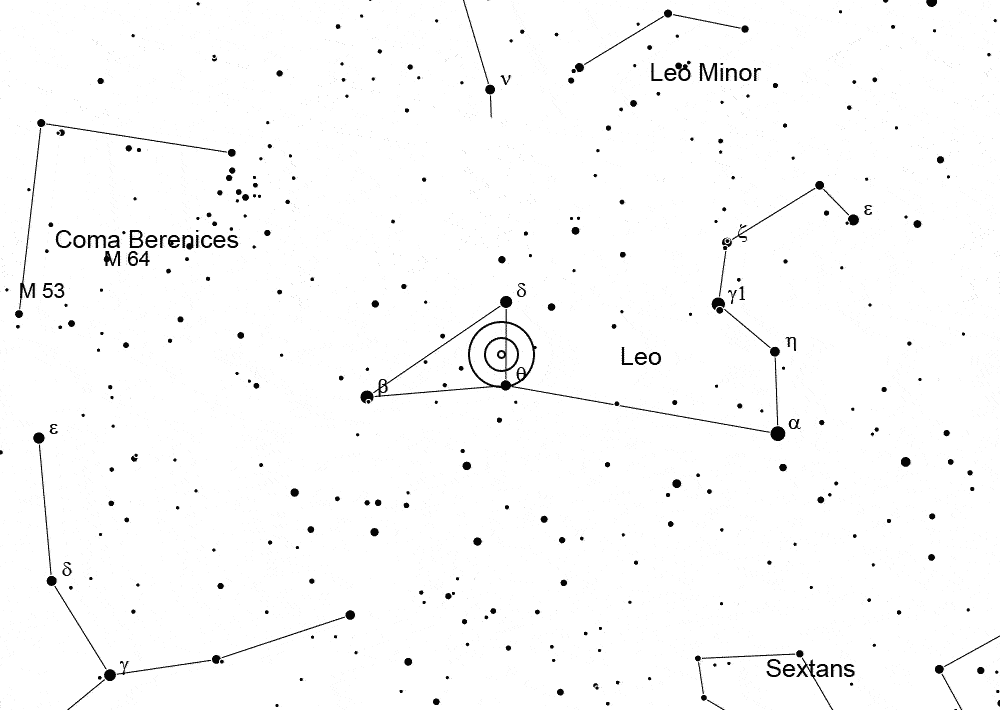 ν
Leo Minor
ε
ζ
Coma Berenices
M 64
M 53
δ
γ1
η
Leo
θ
β
α
ε
δ
γ
Sextans